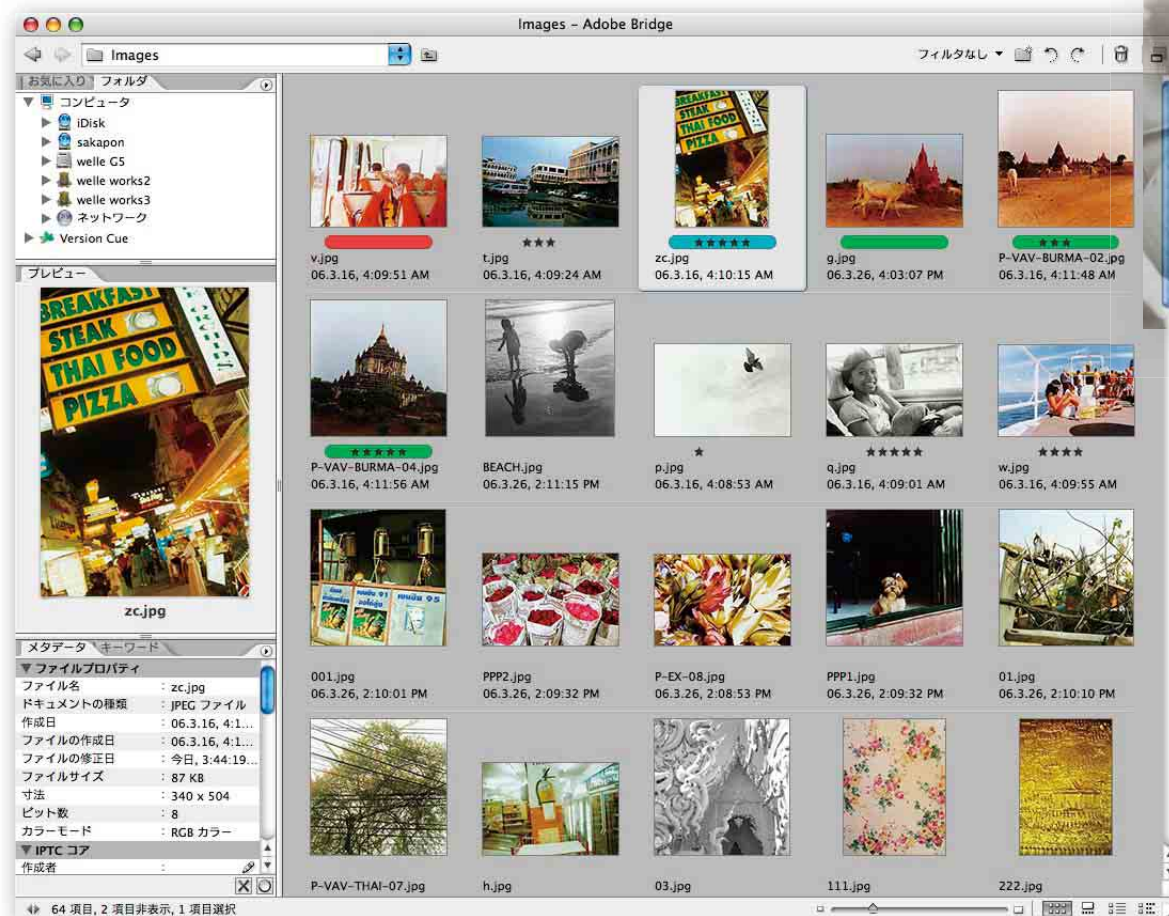 Images – Adobe Bridge
Images
フィルタなし
お気に入り フォルダ
コンピュータ
iDisk
sakapon
welle G5
welle works2
welle works3
ネットワーク
Version Cue
プレビュー
BREAKFAST
STEAK
THAI FOOD
PIZZA
ORCHIDS
zc.jpg
メタデータ キーワード
ファイルプロパティ
ファイル名 : zc.jpg
ドキュメントの種類 : JPEG ファイル
作成日 : 06.3.16, 4:1...
ファイルの作成日 : 06.3.16, 4:1...
ファイルの修正日 : 今日, 3:44:19...
ファイルサイズ : 87 KB
寸法 : 340 x 504
ビット数 : 8
カラーモード : RGB カラー
IPTC コア
作成者 :
64 項目, 2 項目非表示, 1 項目選択
BREAKFAST
STEAK
THAI FOOD
PIZZA
v.jpg
06.3.16, 4:09:51 AM
★★★
t.jpg
06.3.16, 4:09:24 AM
★★★★★
zc.jpg
06.3.16, 4:10:15 AM
g.jpg
06.3.26, 4:03:07 PM
★★★
P-VAV-BURMA-02.jpg
06.3.16, 4:11:48 AM
★★★★★
P-VAV-BURMA-04.jpg
06.3.16, 4:11:56 AM
BEACH.jpg
06.3.26, 2:11:15 PM
★
p.jpg
06.3.16, 4:08:53 AM
★★★★★
q.jpg
06.3.16, 4:09:01 AM
★★★★
w.jpg
06.3.16, 4:09:55 AM
001.jpg
06.3.26, 2:10:01 PM
PPP2.jpg
06.3.26, 2:09:32 PM
P-EX-08.jpg
06.3.26, 2:08:53 PM
PPP1.jpg
06.3.26, 2:09:32 PM
01.jpg
06.3.26, 2:10:10 PM
P-VAV-THAI-07.jpg
h.jpg
03.jpg
111.jpg
222.jpg